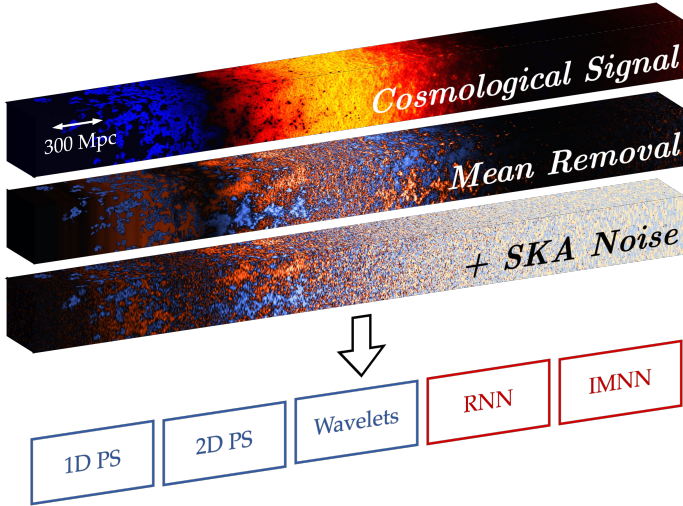 Cosmological Signal
300 Mpc
Mean Removal
+ SKA Noise
1D PS
2D PS
Wavelets
RNN
IMNN